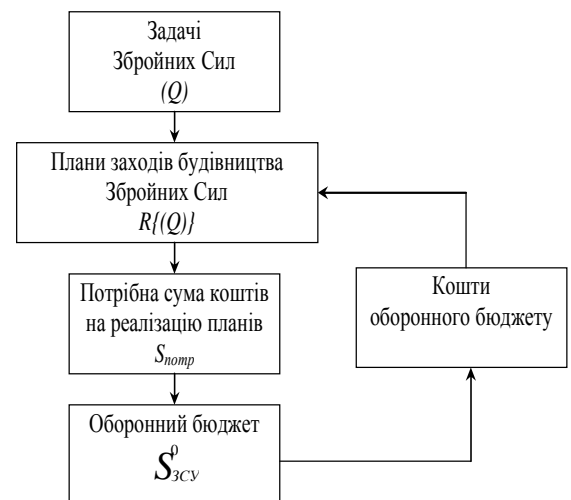 Задачі
Збройних Сил
(Q)
Плани заходів будівництва
Збройних Сил
R{(Q)}
Потрібна сума коштів
на реалізацію планів
Sпотр
Кошти
оборонного бюджету
Оборонний бюджет
S⁰ЗСУ